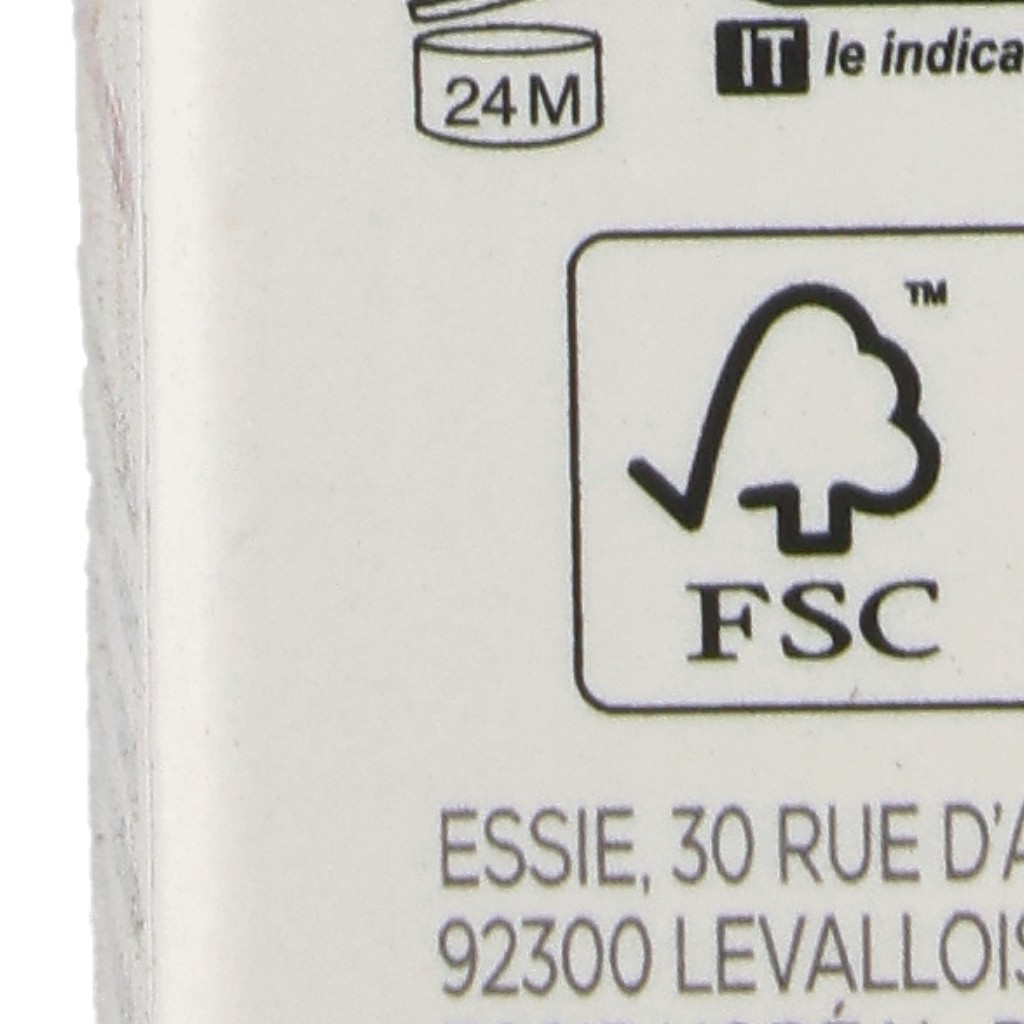 24M
IT le indica
TM
FSC
ESSIE, 30 RUE D'A
92300 LEVALLOIS